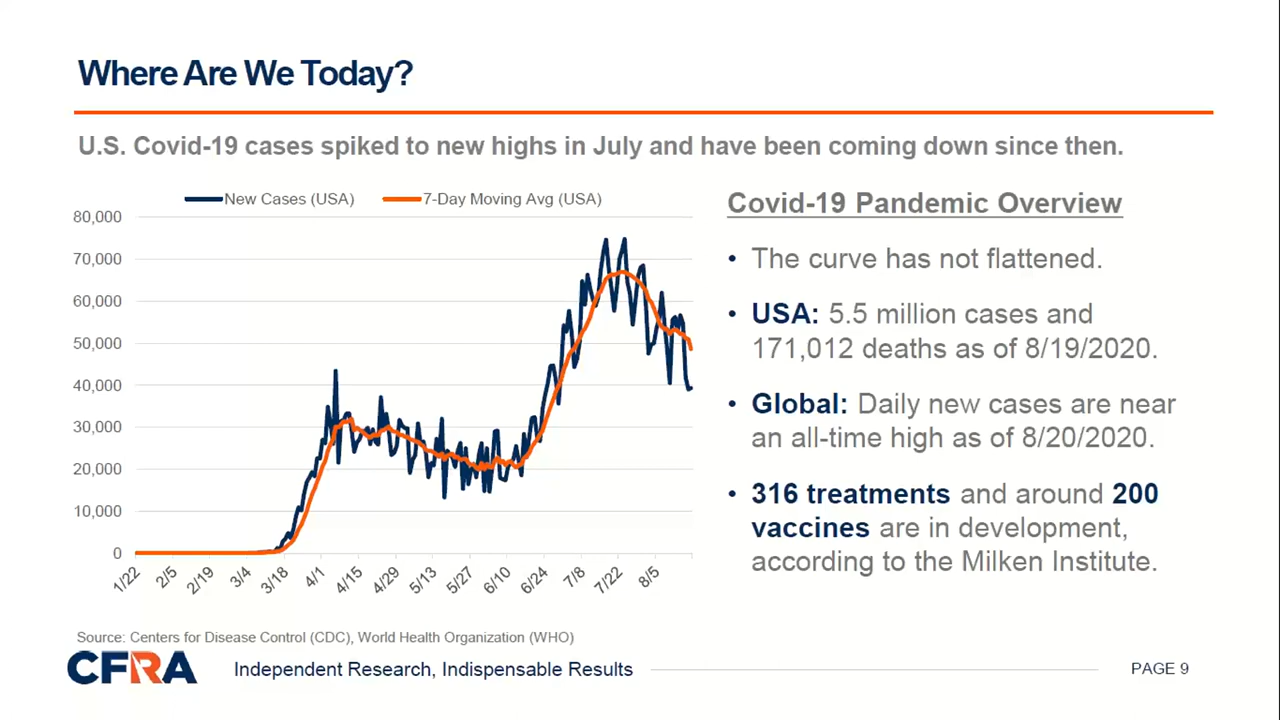 Where Are We Today?
U.S. Covid-19 cases spiked to new highs in July and have been coming down since then.
New Cases (USA)
7-Day Moving Avg (USA)
80,000
70,000
60,000
50,000
40,000
30,000
20,000
10,000
0
1/22
2/5
2/19
3/4
3/18
4/1
4/15
4/29
5/13
5/27
6/10
6/24
7/8
7/22
8/5
Covid-19 Pandemic Overview
• The curve has not flattened.
• USA: 5.5 million cases and
171,012 deaths as of 8/19/2020.
• Global: Daily new cases are near
an all-time high as of 8/20/2020.
• 316 treatments and around 200
vaccines are in development,
according to the Milken Institute.
Source: Centers for Disease Control (CDC), World Health Organization (WHO)
CFRA
Independent Research, Indispensable Results
PAGE 9